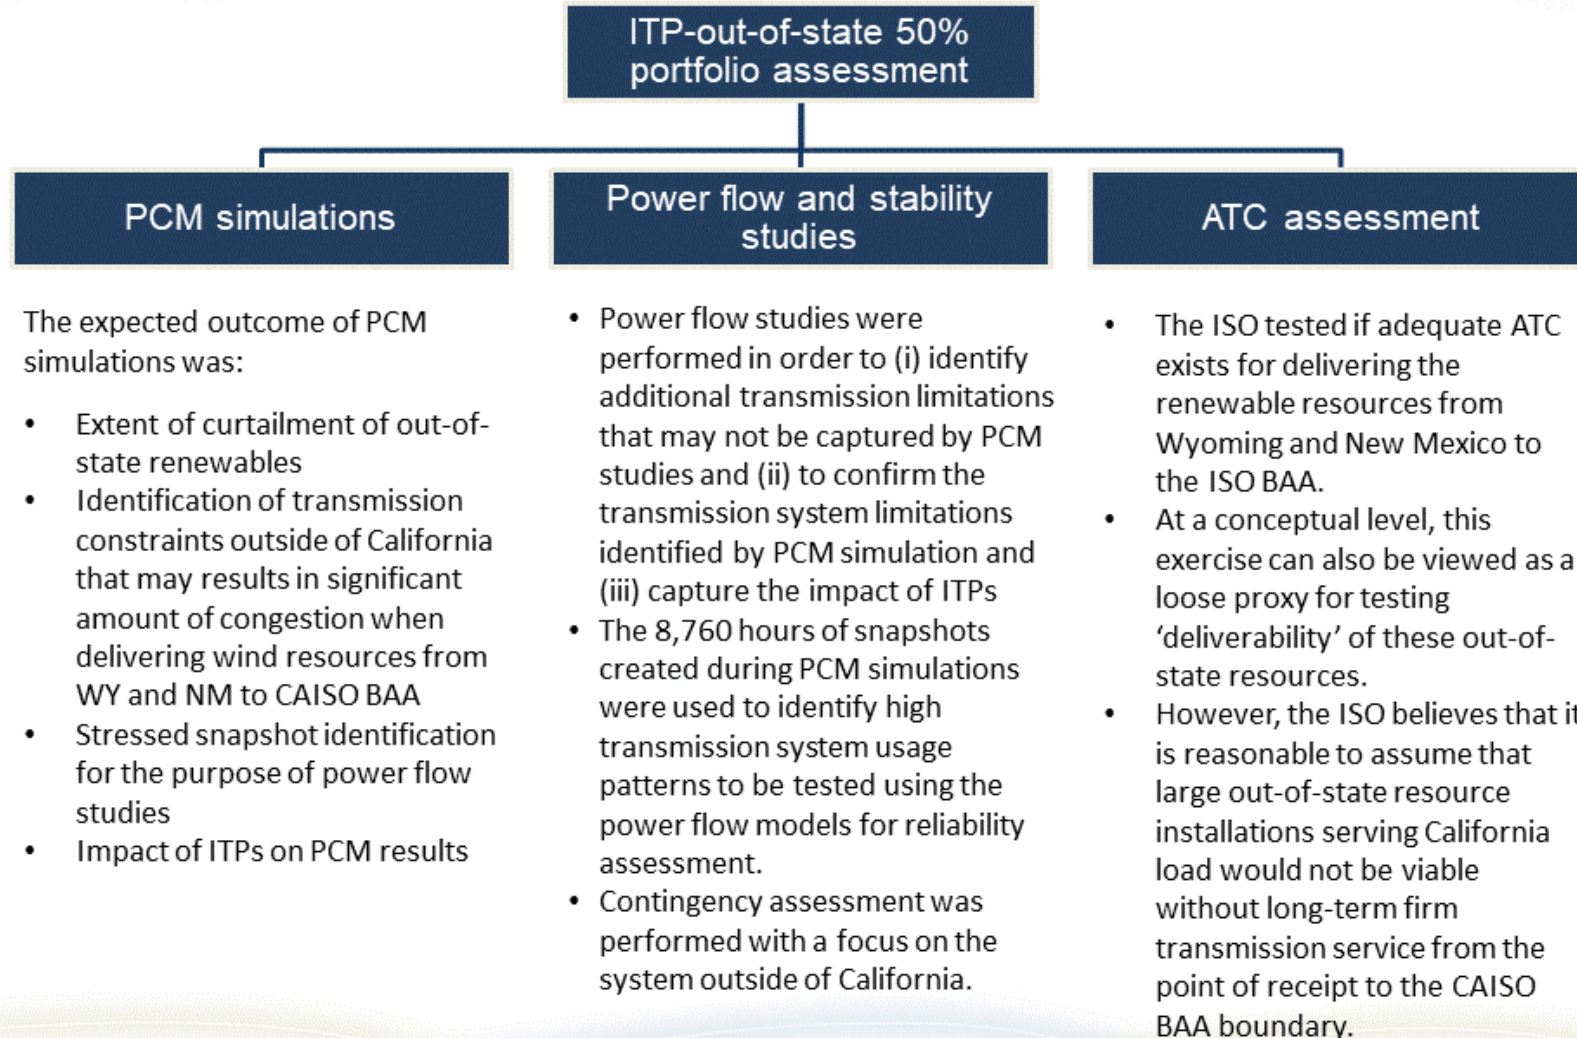 ITP-out-of-state 50%
portfolio assessment
PCM simulations
The expected outcome of PCM
simulations was:
• Extent of curtailment of out-of-
state renewables
• Identification of transmission
constraints outside of California
that may results in significant
amount of congestion when
delivering wind resources from
WY and NM to CAISO BAA
• Stressed snapshot identification
for the purpose of power flow
studies
• Impact of ITPs on PCM results
Power flow and stability
studies
• Power flow studies were
performed in order to (i) identify
additional transmission limitations
that may not be captured by PCM
studies and (ii) to confirm the
transmission system limitations
identified by PCM simulation and
(iii) capture the impact of ITPs
• The 8,760 hours of snapshots
created during PCM simulations
were used to identify high
transmission system usage
patterns to be tested using the
power flow models for reliability
assessment.
• Contingency assessment was
performed with a focus on the
system outside of California.
ATC assessment
• The ISO tested if adequate ATC
exists for delivering the
renewable resources from
Wyoming and New Mexico to
the ISO BAA.
• At a conceptual level, this
exercise can also be viewed as a
loose proxy for testing
‘deliverability’ of these out-of-
state resources.
• However, the ISO believes that it
is reasonable to assume that
large out-of-state resource
installations serving California
load would not be viable
without long-term firm
transmission service from the
point of receipt to the CAISO
BAA boundary.